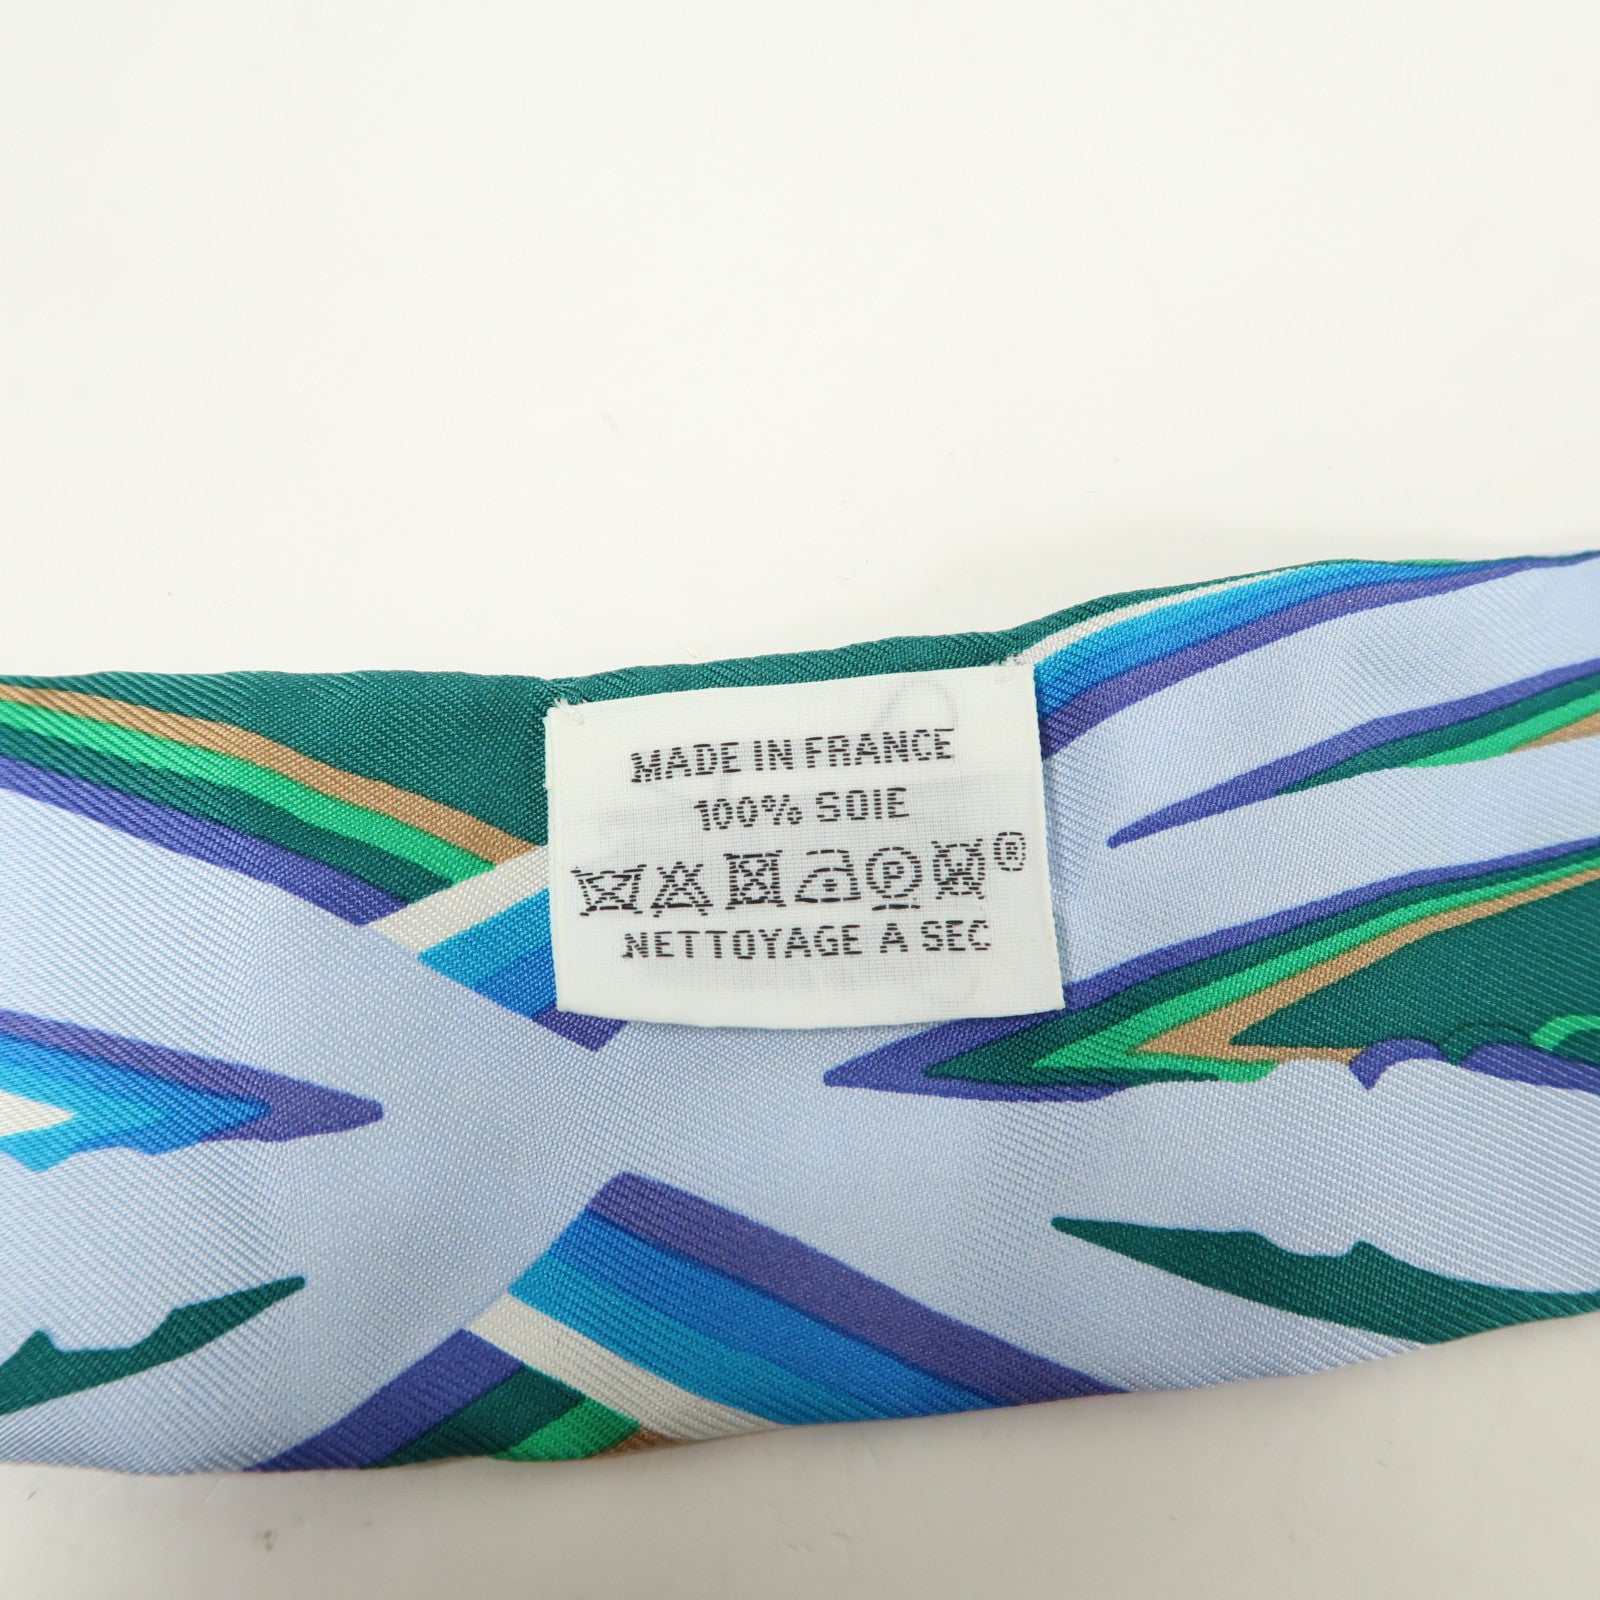 MADE IN FRANCE
100% SOIE
P W ®
NETTOYAGE A SEC